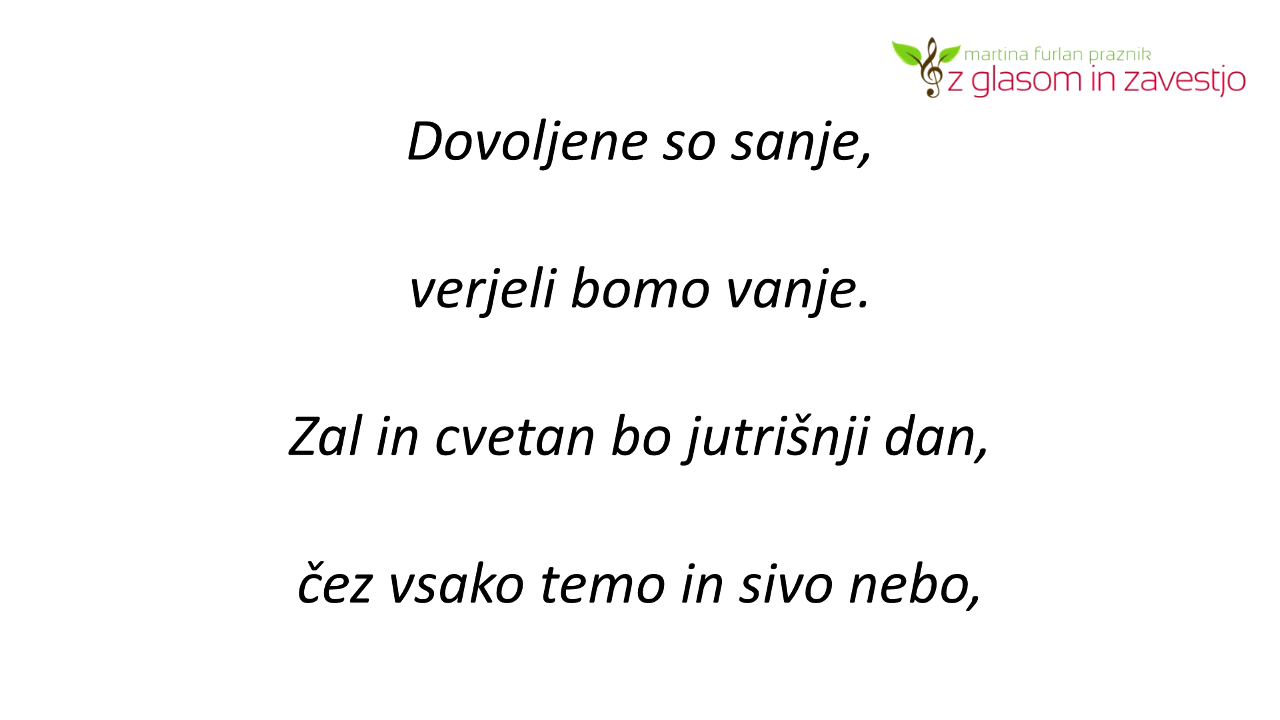 martina furlan praznik
z glasom in zavestjo
Dovoljene so sanje,
verjeli bomo vanje.
Zal in cvetan bo jutrišnji dan,
čez vsako temo in sivo nebo,